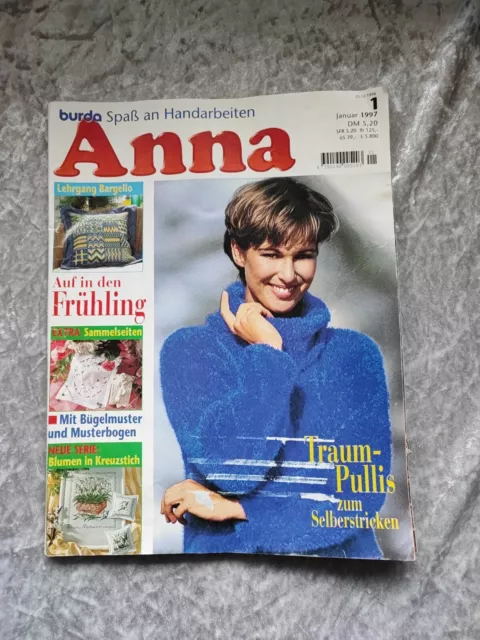 burda Spaß an Handarbeiten
1
Januar 1997
DM 5,20
Anna
Lehrgang Bargello
Auf in den
Frühling
EXTRA Sammelseiten
Mit Bügelmuster
und Musterbogen
NEUE SERIE:
Blumen in Kreuzstich
Traum-
Pullis
zum
Selberstricken